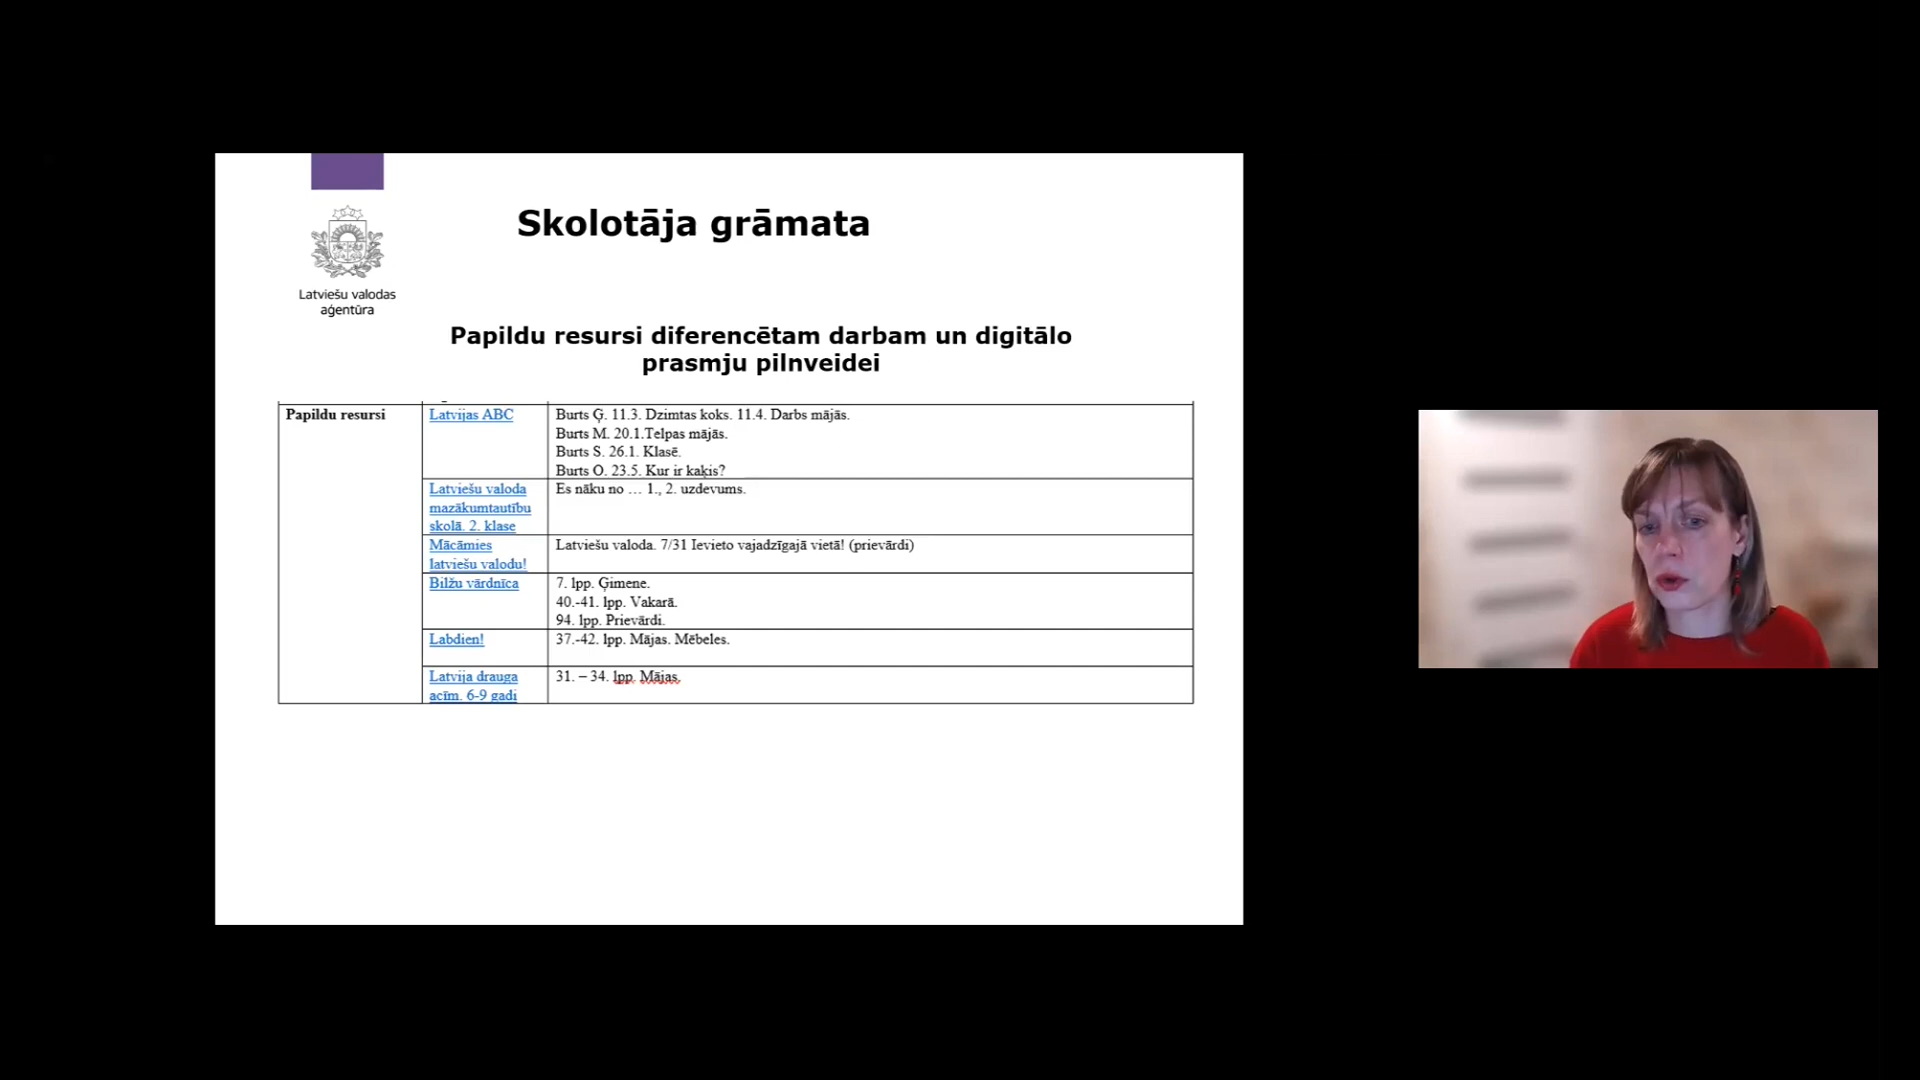 Skolotāja grāmata
Latviešu valodas
aģentūra
Papildu resursi diferencētam darbam un digitālo
prasmju pilnveidei
Papildu resursi
Latvijas ABC
Burts Ģ. 11.3. Dzimtas koks. 11.4. Darbs mājās.
Burts M. 20.1.Telpas mājās.
Burts S. 26.1. Klasē.
Burts O. 23.5. Kur ir kaķis?
Latviešu valoda
mazākumtautību
skolā. 2. klase
Es nāku no … 1., 2. uzdevums.
Mācāmies
latviešu valodu!
Latviešu valoda. 7/31 Ievieto vajadzīgajā vietā! (prievārdi)
Bilžu vārdnīca
7. lpp. Ģimene.
40.-41. lpp. Vakarā.
94. lpp. Prievārdi.
Labdien!
37.-42. lpp. Mājas. Mēbeles.
Latvija drauga
acīm. 6-9 gadi
31. – 34. lpp. Mājas.